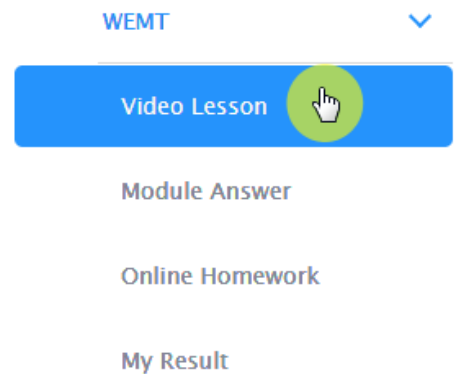 WEMT
Video Lesson
Module Answer
Online Homework
My Result